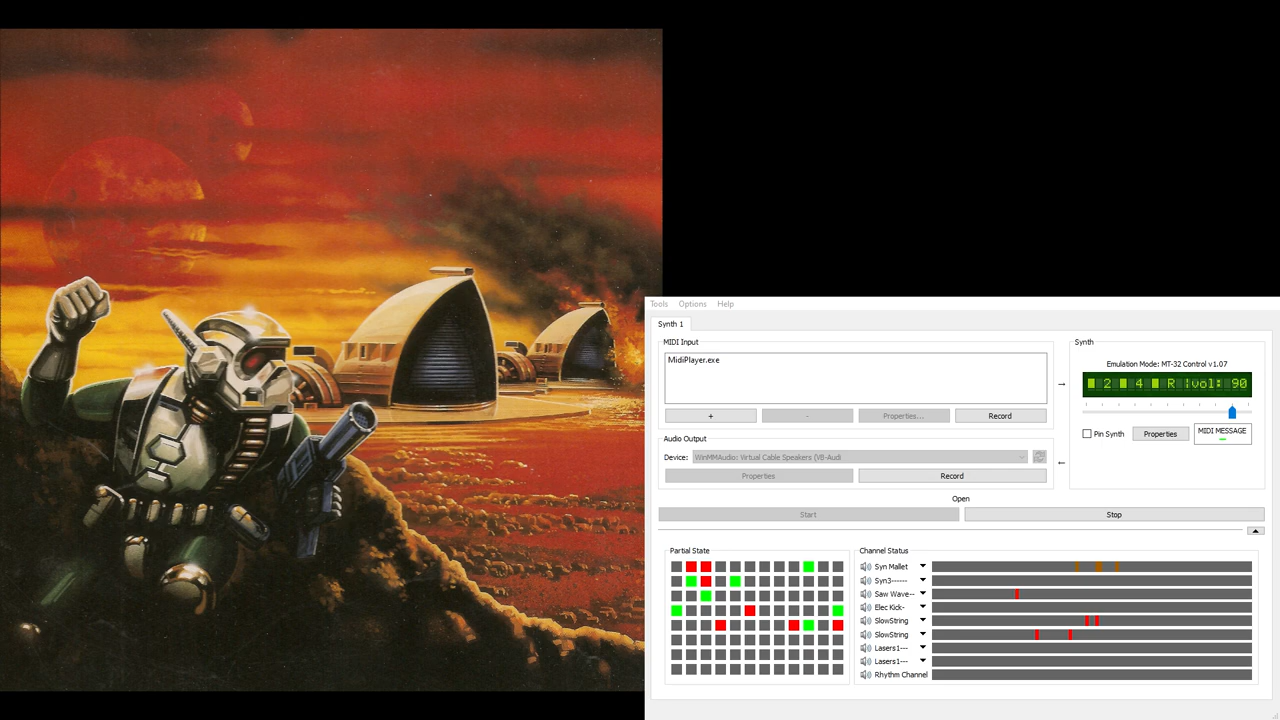 Tools Options Help
Synth 1
MIDI Input
MidiPlayer.exe
+ - Properties... Record
Audio Output
Device: WinMMAudio: Virtual Cable Speakers (VB-Audi
Properties Record
Synth
Emulation Mode: MT-32 Control v1.07
2 4 R |vol: 90
Pin Synth Properties MIDI MESSAGE
Open
Start Stop
Partial State
Channel Status
Syn Mallet
Syn3------
Saw Wave--
Elec Kick-
SlowString
SlowString
Lasers1---
Lasers1---
Rhythm Channel